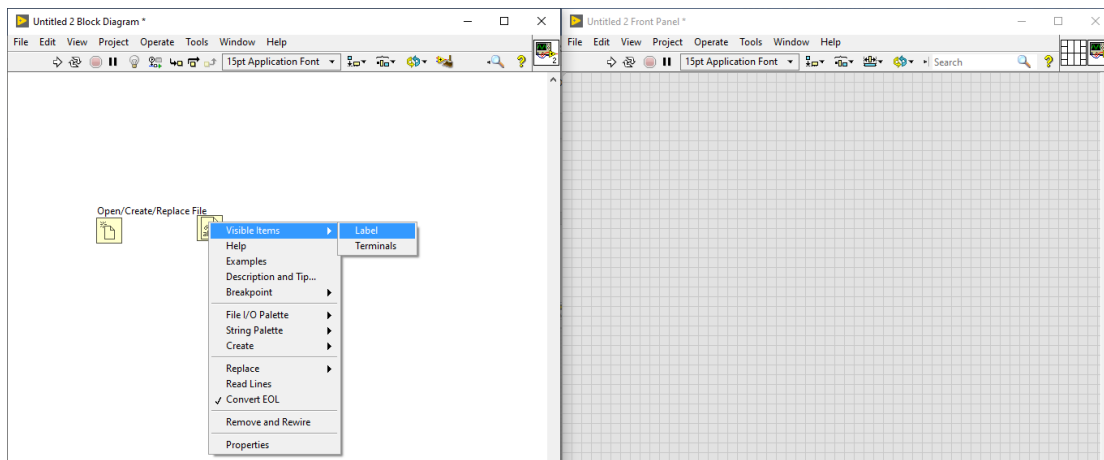 Untitled 2 Block Diagram *
File Edit View Project Operate Tools Window Help
15pt Application Font
2
Open/Create/Replace File
Visible Items
Help
Examples
Description and Tip...
Breakpoint
File I/O Palette
String Palette
Create
Replace
Read Lines
Convert EOL
Remove and Rewire
Properties
Label
Terminals
Untitled 2 Front Panel *
File Edit View Project Operate Tools Window Help
15pt Application Font
Search